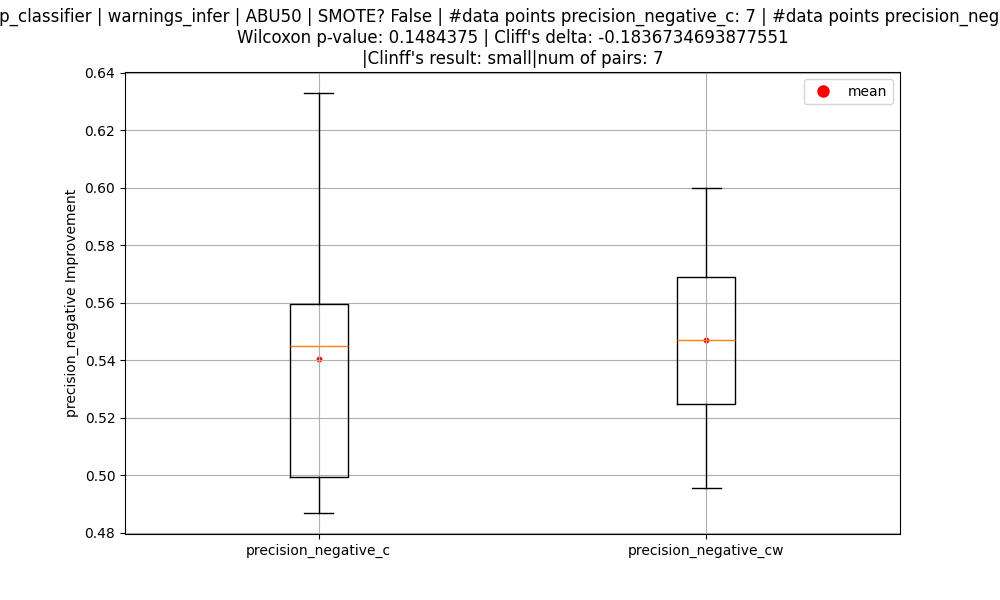 p_classifier | warnings_infer | ABU50 | SMOTE? False | #data points precision_negative_c: 7 | #data points precision_neg
Wilcoxon p-value: 0.1484375 | Cliff's delta: -0.1836734693877551
|Clinff's result: small|num of pairs: 7
mean
0.64
0.62
0.60
0.58
0.56
0.54
0.52
0.50
0.48
precision_negative Improvement
precision_negative_c
precision_negative_cw